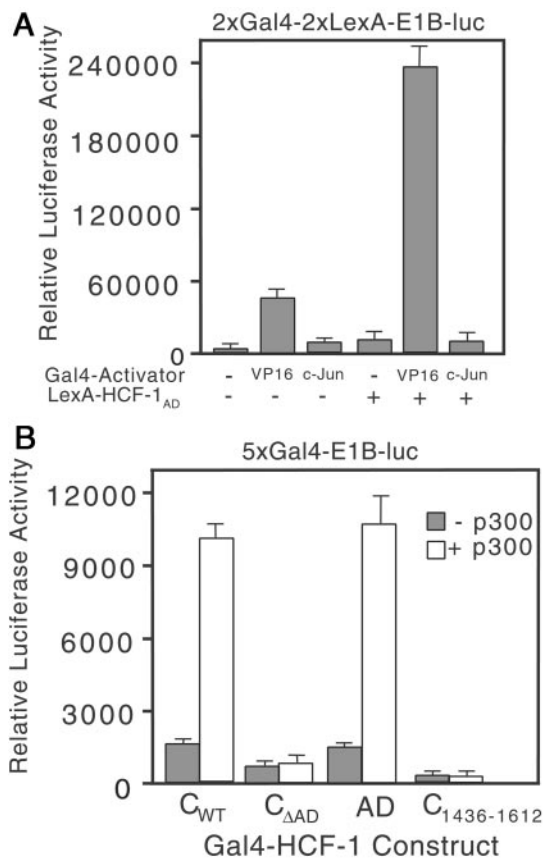 A
2xGal4-2xLexA-E1B-luc
Relative Luciferase Activity
240000
180000
120000
60000
0
Gal4-Activator - VP16 c-Jun - VP16 c-Jun
LexA-HCF-1AD - - - + + +
B
5xGal4-E1B-luc
Relative Luciferase Activity
12000
9000
6000
3000
0
- p300
+ p300
CWT CΔAD AD C1436-1612
Gal4-HCF-1 Construct